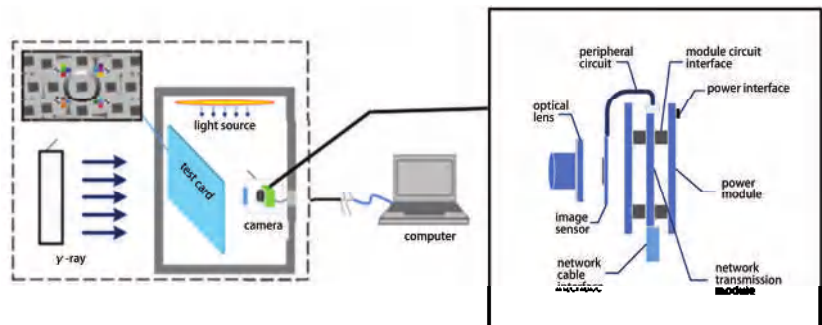 light source
test card
camera
γ-ray
computer
peripheral
circuit
module circuit
interface
power interface
optical
lens
power
module
image
sensor
network
cable
interface
network
transmission
module